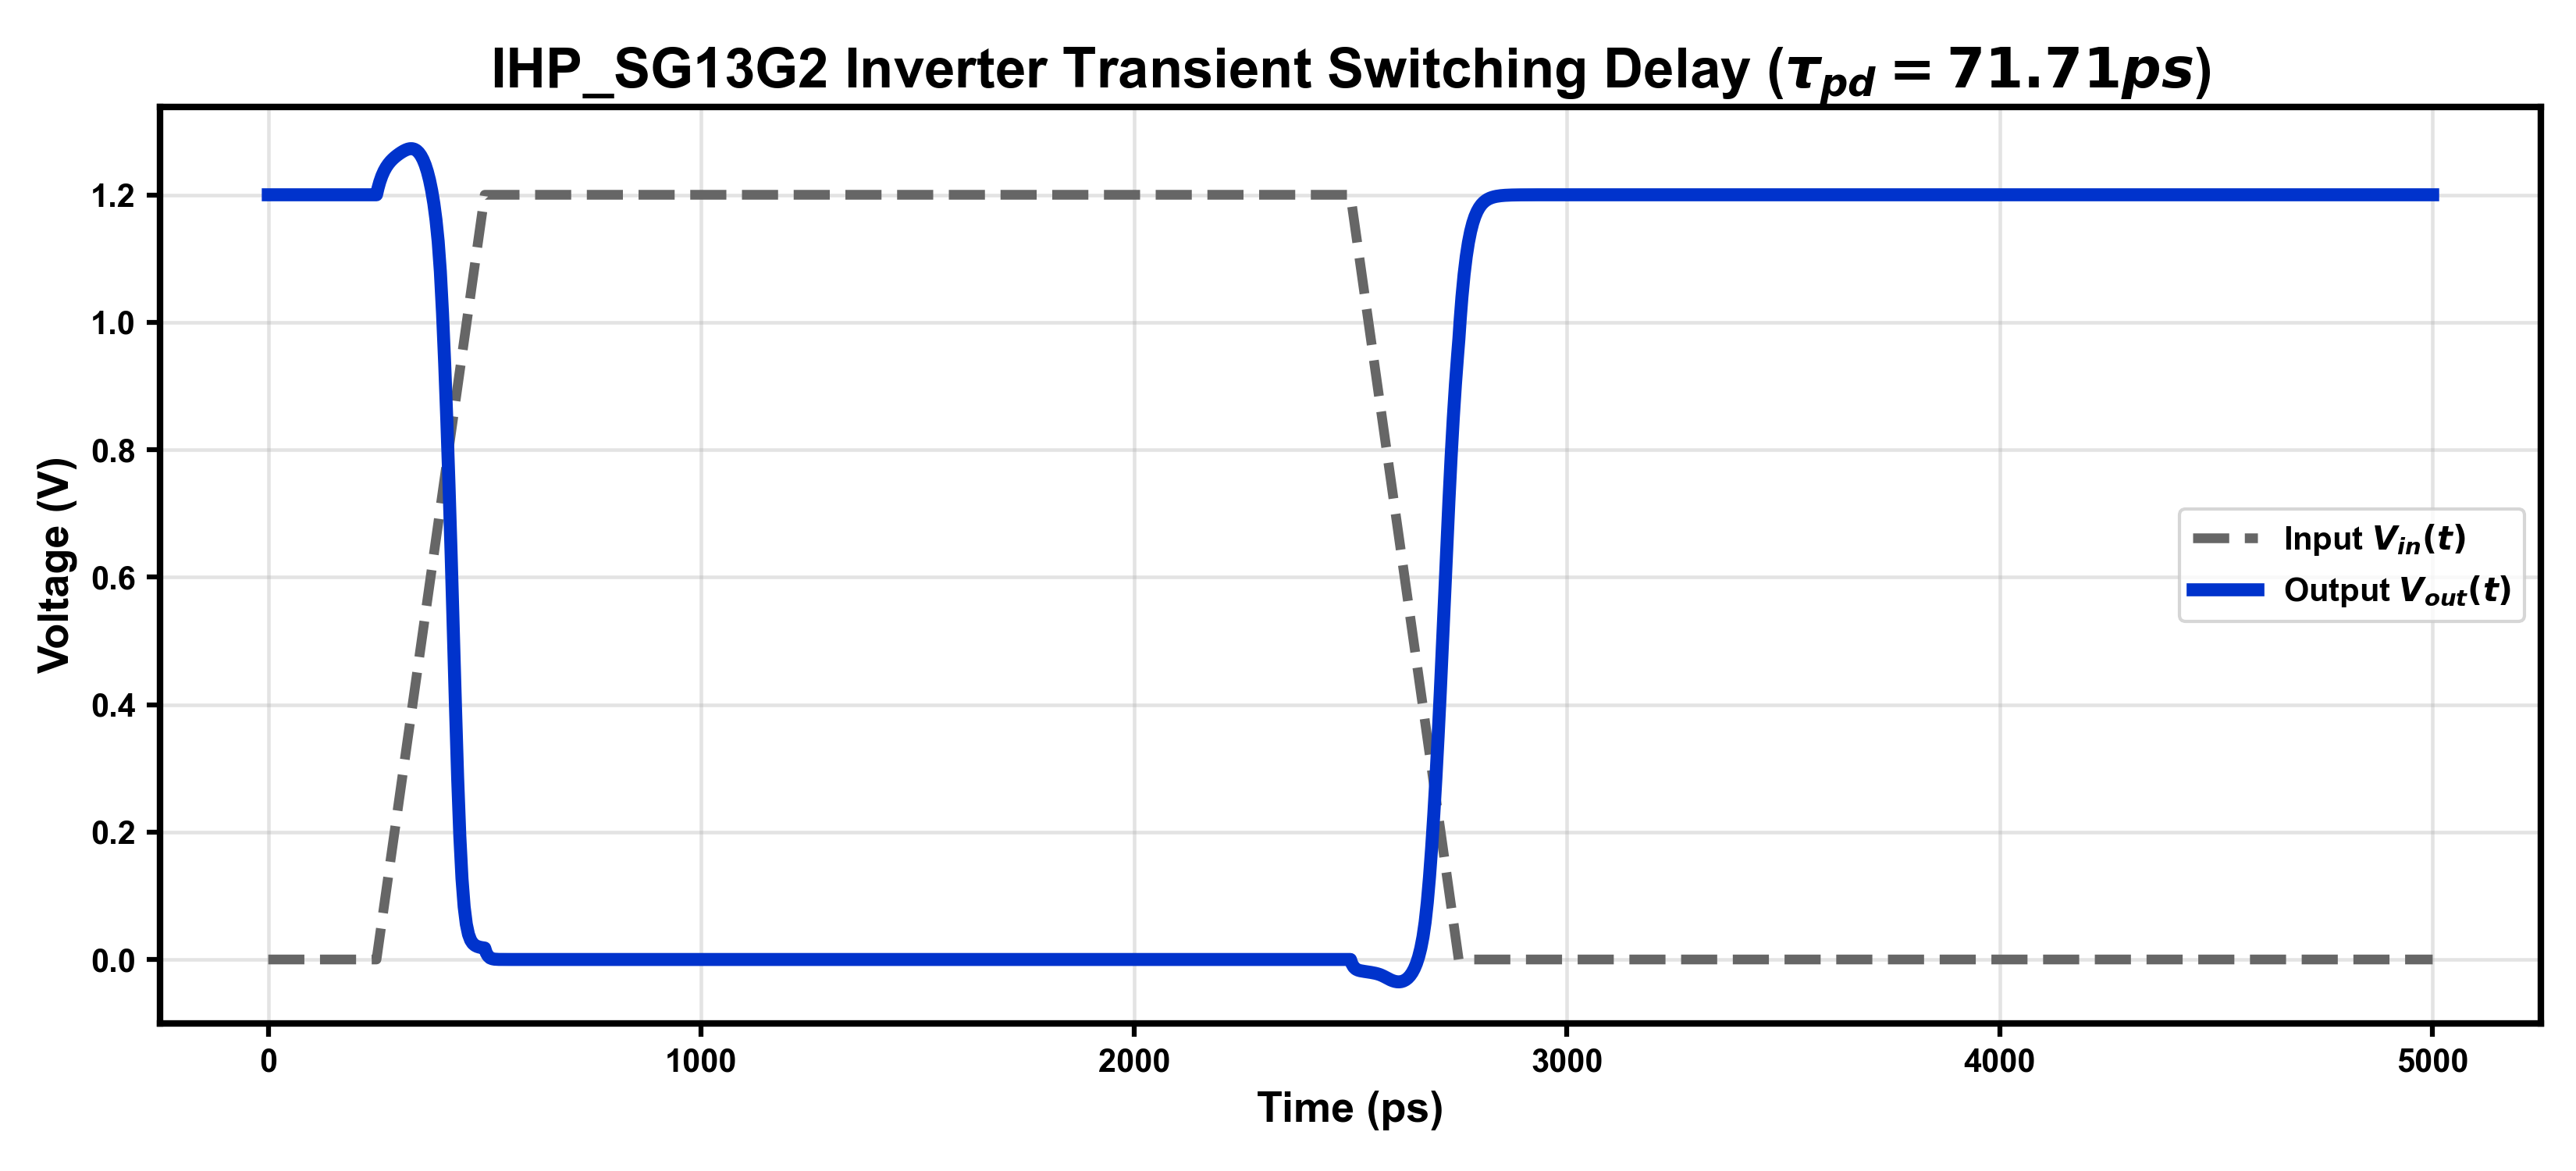 IHP_SG13G2 Inverter Transient Switching Delay (τpd = 71.71ps)
Voltage (V)
1.2
1.0
0.8
0.6
0.4
0.2
0.0
Input Vin(t)
Output Vout(t)
0 1000 2000 3000 4000 5000
Time (ps)